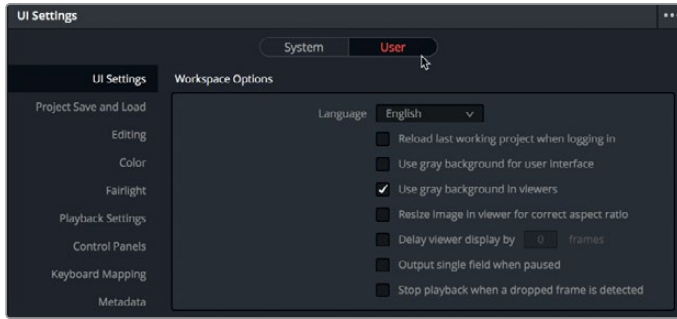 UI Settings
System User
UI Settings
Workspace Options
Project Save and Load
Editing
Color
Fairlight
Playback Settings
Control Panels
Keyboard Mapping
Metadata
Language English
Reload last working project when logging in
Use gray background for user interface
Use gray background in viewers
Resize image in viewer for correct aspect ratio
Delay viewer display by 0 frames
Output single field when paused
Stop playback when a dropped frame is detected